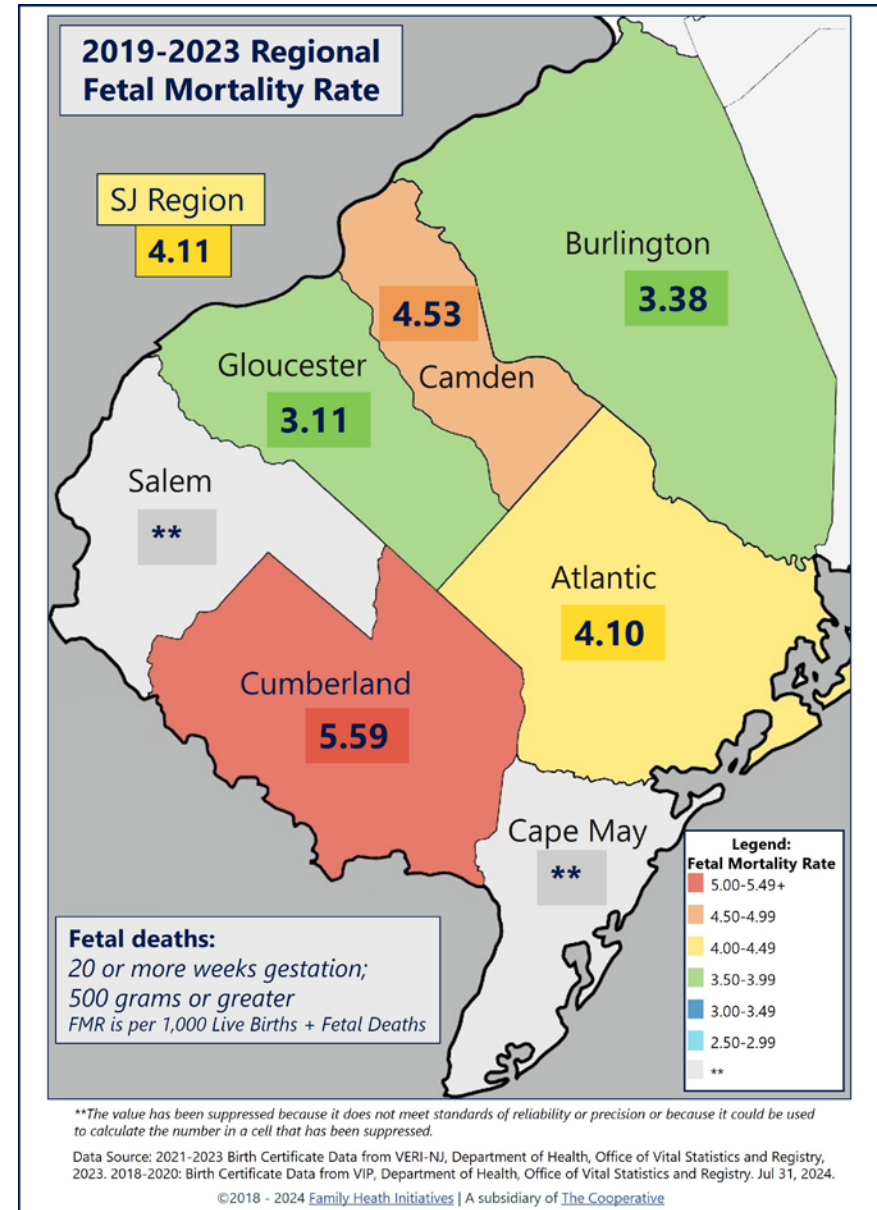 2019-2023 Regional
Fetal Mortality Rate
SJ Region
4.11
Burlington
3.38
4.53
Camden
Gloucester
3.11
Salem
**
Atlantic
4.10
Cumberland
5.59
Cape May
**
Legend:
Fetal Mortality Rate
5.00-5.49+
4.50-4.99
4.00-4.49
3.50-3.99
3.00-3.49
2.50-2.99
**
Fetal deaths:
20 or more weeks gestation;
500 grams or greater
FMR is per 1,000 Live Births + Fetal Deaths
**The value has been suppressed because it does not meet standards of reliability or precision or because it could be used
to calculate the number in a cell that has been suppressed.
Data Source: 2021-2023 Birth Certificate Data from VERI-NJ, Department of Health, Office of Vital Statistics and Registry,
2023. 2018-2020: Birth Certificate Data from VIP, Department of Health, Office of Vital Statistics and Registry. Jul 31, 2024.
©2018 - 2024 Family Heath Initiatives | A subsidiary of The Cooperative